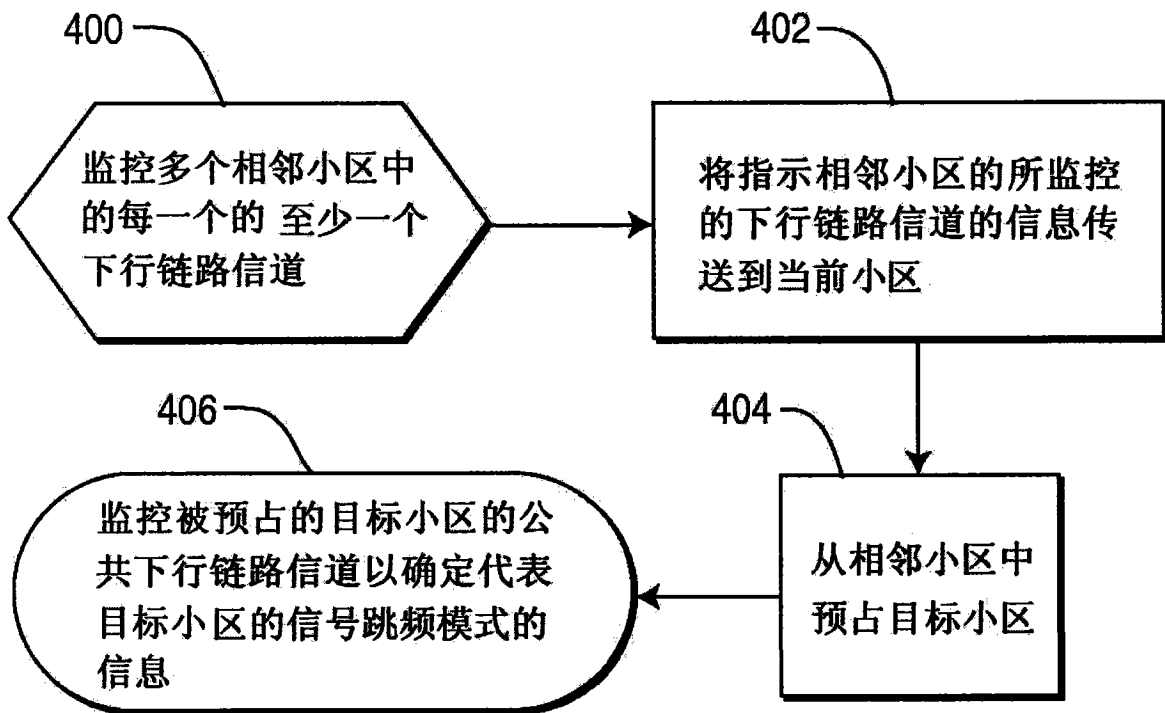 400
监控多个相邻小区中
的每一个的 至少一个
下行链路信道
402
将指示相邻小区的所监控
的下行链路信道的信息传
送到当前小区
404
从相邻小区中
预占目标小区
406
监控被预占的目标小区的公
共下行链路信道以确定代表
目标小区的信号跳频模式的
信息